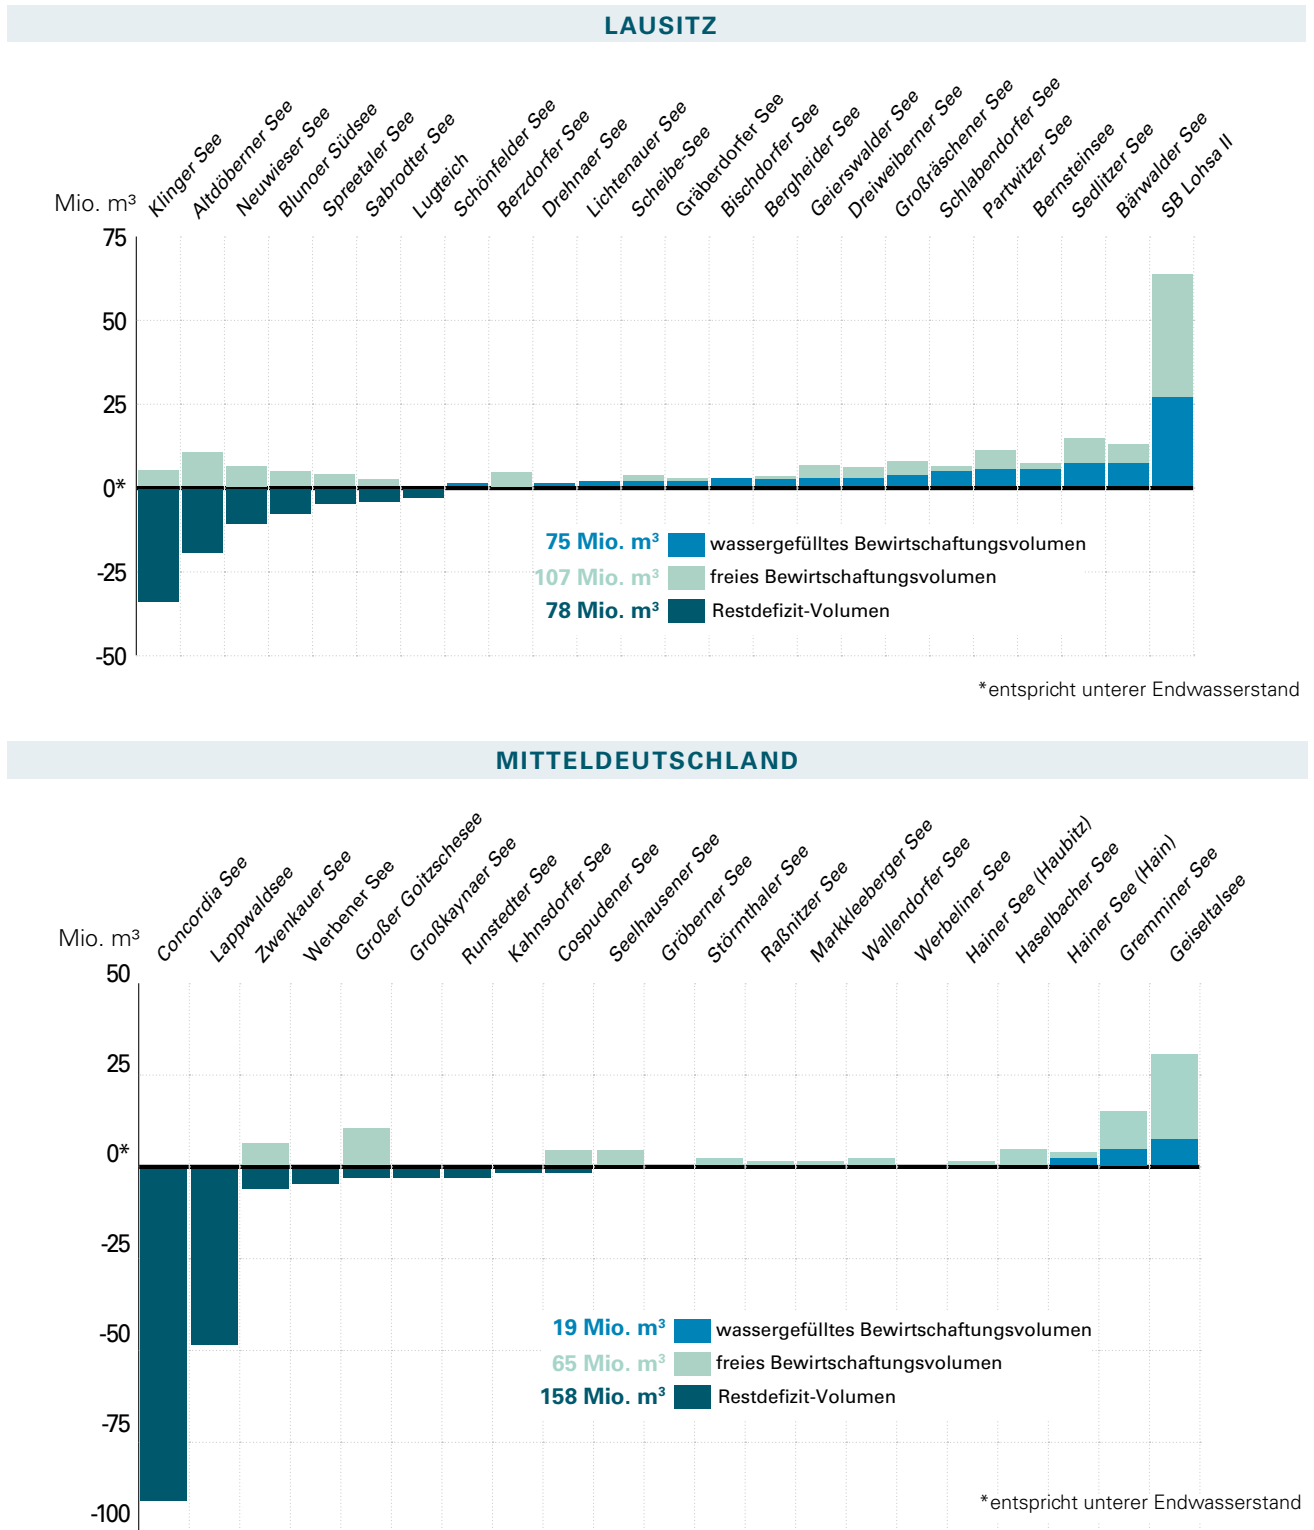 LAUSITZ
Mio. m³
Klinger See
Altdöberner See
Neuwieser See
Blunoer Südsee
Spreetaler See
Sabrodter See
Lugteich
Schönfelder See
Berzdorfer See
Drehnaer See
Lichtenauer See
Scheibe-See
Gräberdorfer See
Bischdorfer See
Bergheider See
Geierswalder See
Dreiweiberner See
Großräschener See
Schlabendorfer See
Partwitzer See
Bernsteinsee
Sedlitzer See
Bärwalder See
SB Lohsa II
75
50
25
0*
-25
-50
75 Mio. m³ wassergefülltes Bewirtschaftungsvolumen
107 Mio. m³ freies Bewirtschaftungsvolumen
78 Mio. m³ Restdefizit-Volumen
*entspricht unterer Endwasserstand
MITTELDEUTSCHLAND
Mio. m³
Concordia See
Lappwaldsee
Zwenkauer See
Werbener See
Großer Goitzschesee
Großkaynaer See
Runstedter See
Kahnsdorfer See
Cospudener See
Seelhausener See
Gröberner See
Störmthaler See
Raßnitzer See
Markkleeberger See
Wallendorfer See
Werbeliner See
Hainer See (Haubitz)
Haselbacher See
Hainer See (Hain)
Gremminer See
Geiseltalsee
50
25
0*
-25
-50
-75
-100
19 Mio. m³ wassergefülltes Bewirtschaftungsvolumen
65 Mio. m³ freies Bewirtschaftungsvolumen
158 Mio. m³ Restdefizit-Volumen
*entspricht unterer Endwasserstand